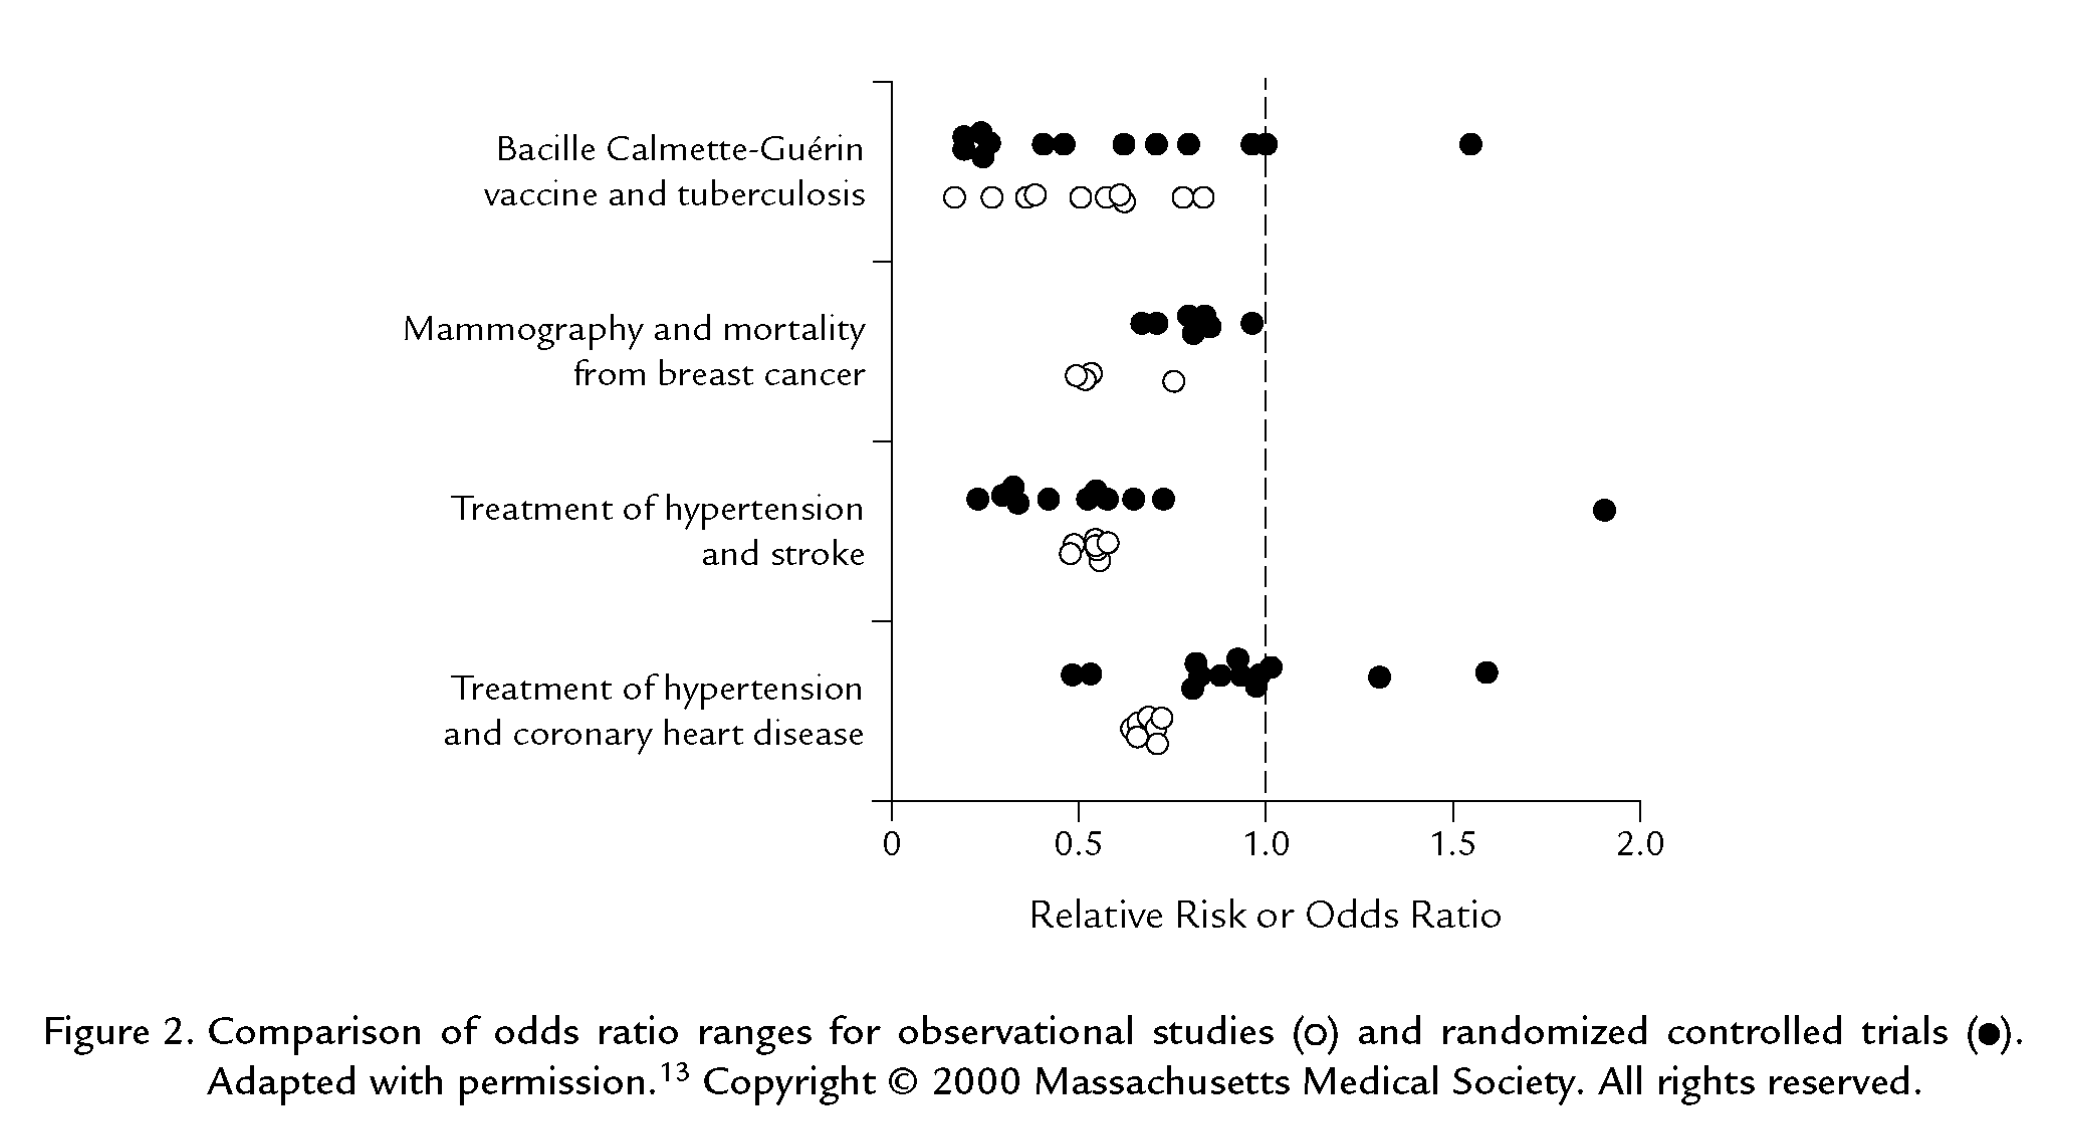 Bacille Calmette-Guérin
vaccine and tuberculosis
Mammography and mortality
from breast cancer
Treatment of hypertension
and stroke
Treatment of hypertension
and coronary heart disease
0 0.5 1.0 1.5 2.0
Relative Risk or Odds Ratio
Figure 2. Comparison of odds ratio ranges for observational studies (○) and randomized controlled trials (●).
Adapted with permission.¹³ Copyright © 2000 Massachusetts Medical Society. All rights reserved.